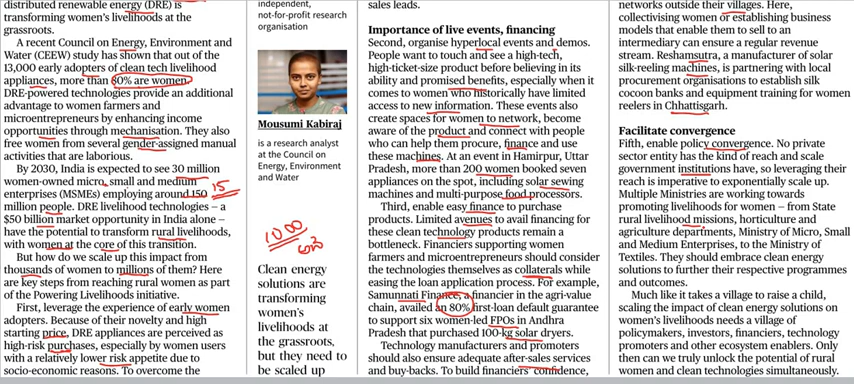 distributed renewable energy (DRE) is
transforming women's livelihoods at the
grassroots.
A recent Council on Energy, Environment and
Water (CEEW) study has shown that out of the
13,000 early adopters of clean tech livelihood
appliances, more than 80% are women.
DRE-powered technologies provide an additional
advantage to women farmers and
microentrepreneurs by enhancing income
opportunities through mechanisation. They also
free women from several gender-assigned manual
activities that are laborious.
By 2030, India is expected to see 30 million
women-owned micro, small and medium
enterprises (MSMEs) employing around 150
15
million people. DRE livelihood technologies – a
$50 billion market opportunity in India alone –
have the potential to transform rural livelihoods,
with women at the core of this transition.
But how do we scale up this impact from
thousands of women to millions of them? Here
are key steps from reaching rural women as part
of the Powering Livelihoods initiative.
First, leverage the experience of early women
adopters. Because of their novelty and high
starting price, DRE appliances are perceived as
high-risk purchases, especially by women users
with a relatively lower risk appetite due to
socio-economic reasons. To overcome the
independent,
not-for-profit research
organisation
Mousumi Kabiraj
is a research analyst
at the Council on
Energy, Environment
and Water
1000
Clean energy
solutions are
transforming
women's
livelihoods at
the grassroots,
but they need to
be scaled up
sales leads.
Importance of live events, financing
Second, organise hyperlocal events and demos.
People want to touch and see a high-tech,
high-ticket-size product before believing in its
ability and promised benefits, especially when it
comes to women who historically have limited
access to new information. These events also
create spaces for women to network, become
aware of the product and connect with people
who can help them procure, finance and use
these machines. At an event in Hamirpur, Uttar
Pradesh, more than 200 women booked seven
appliances on the spot, including solar sewing
machines and multi-purpose food processors.
Third, enable easy finance to purchase
products. Limited avenues to avail financing for
these clean technology products remain a
bottleneck. Financiers supporting women
farmers and microentrepreneurs should consider
the technologies themselves as collaterals while
easing the loan application process. For example,
Samunnati Finance, a financier in the agri-value
chain, availed an 80% first-loan default guarantee
to support six women-led FPOs in Andhra
Pradesh that purchased 100-kg solar dryers.
Technology manufacturers and promoters
should also ensure adequate after-sales services
and buy-backs. To build financiers' confidence,
networks outside their villages. Here,
collectivising women or establishing business
models that enable them to sell to an
intermediary can ensure a regular revenue
stream. Reshamsutra, a manufacturer of solar
silk-reeling machines, is partnering with local
procurement organisations to establish silk
cocoon banks and equipment training for women
reelers in Chhattisgarh.
Facilitate convergence
Fifth, enable policy convergence. No private
sector entity has the kind of reach and scale
government institutions have, so leveraging their
reach is imperative to exponentially scale up.
Multiple Ministries are working towards
promoting livelihoods for women – from State
rural livelihood missions, horticulture and
agriculture departments, Ministry of Micro, Small
and Medium Enterprises, to the Ministry of
Textiles. They should embrace clean energy
solutions to further their respective programmes
and outcomes.
Much like it takes a village to raise a child,
scaling the impact of clean energy solutions on
women's livelihoods needs a village of
policymakers, investors, financiers, technology
promoters and other ecosystem enablers. Only
then can we truly unlock the potential of rural
women and clean technologies simultaneously.